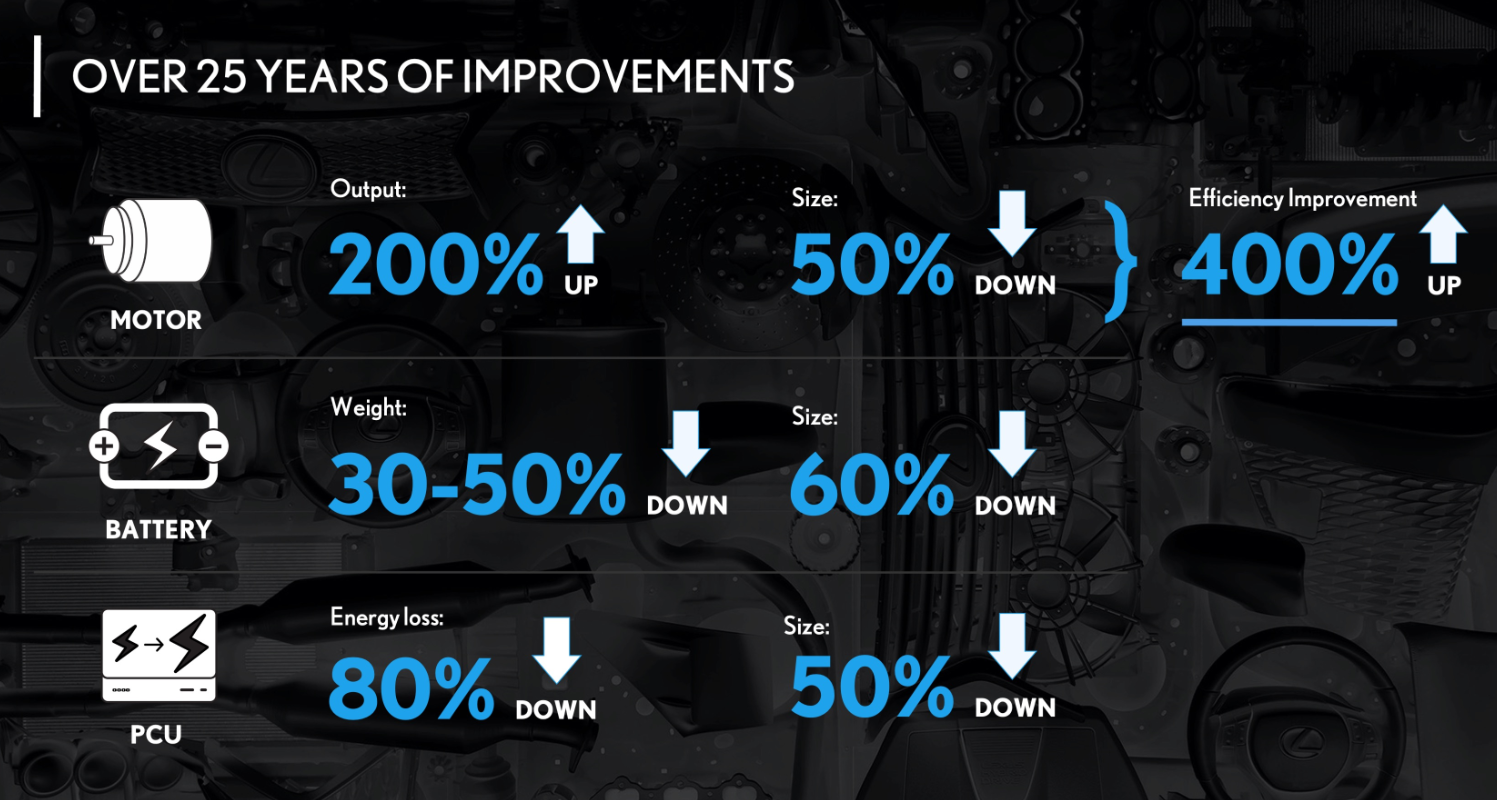 OVER 25 YEARS OF IMPROVEMENTS
Output:
200%
UP
Size:
50%
DOWN
}
Efficiency Improvement
400%
UP
MOTOR
Weight:
30-50%
DOWN
Size:
60%
DOWN
BATTERY
Energy loss:
80%
DOWN
Size:
50%
DOWN
PCU